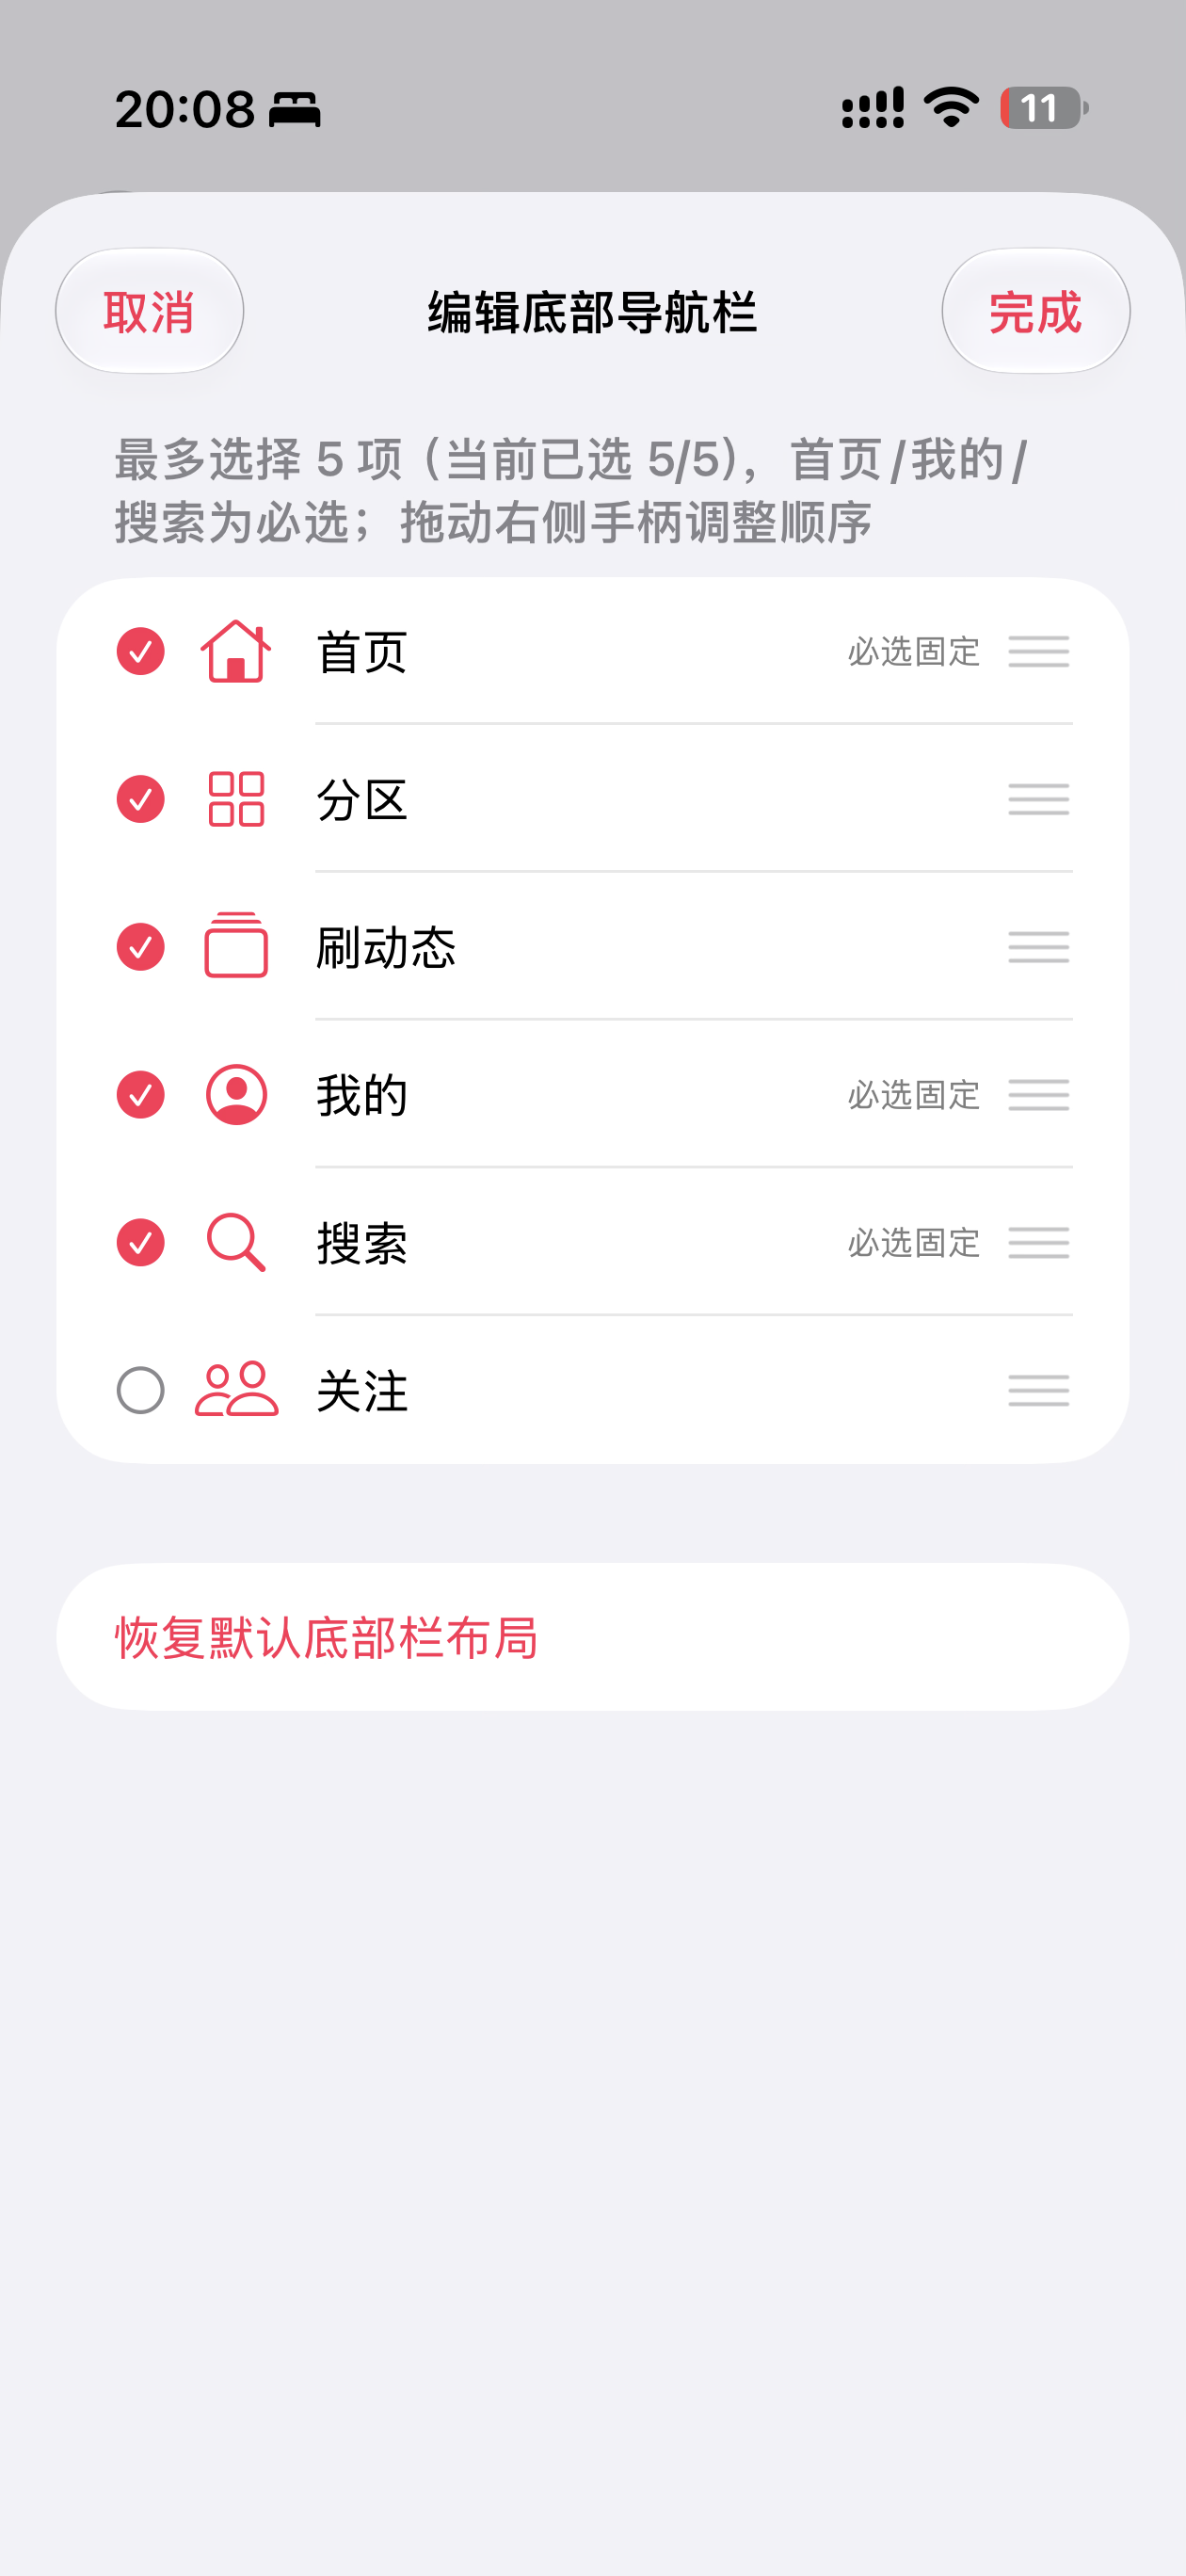 20:08
11
取消
编辑底部导航栏
完成
最多选择 5 项（当前已选 5/5），首页/我的/
搜索为必选；拖动右侧手柄调整顺序
首页
必选固定
分区
刷动态
我的
必选固定
搜索
必选固定
关注
恢复默认底部栏布局